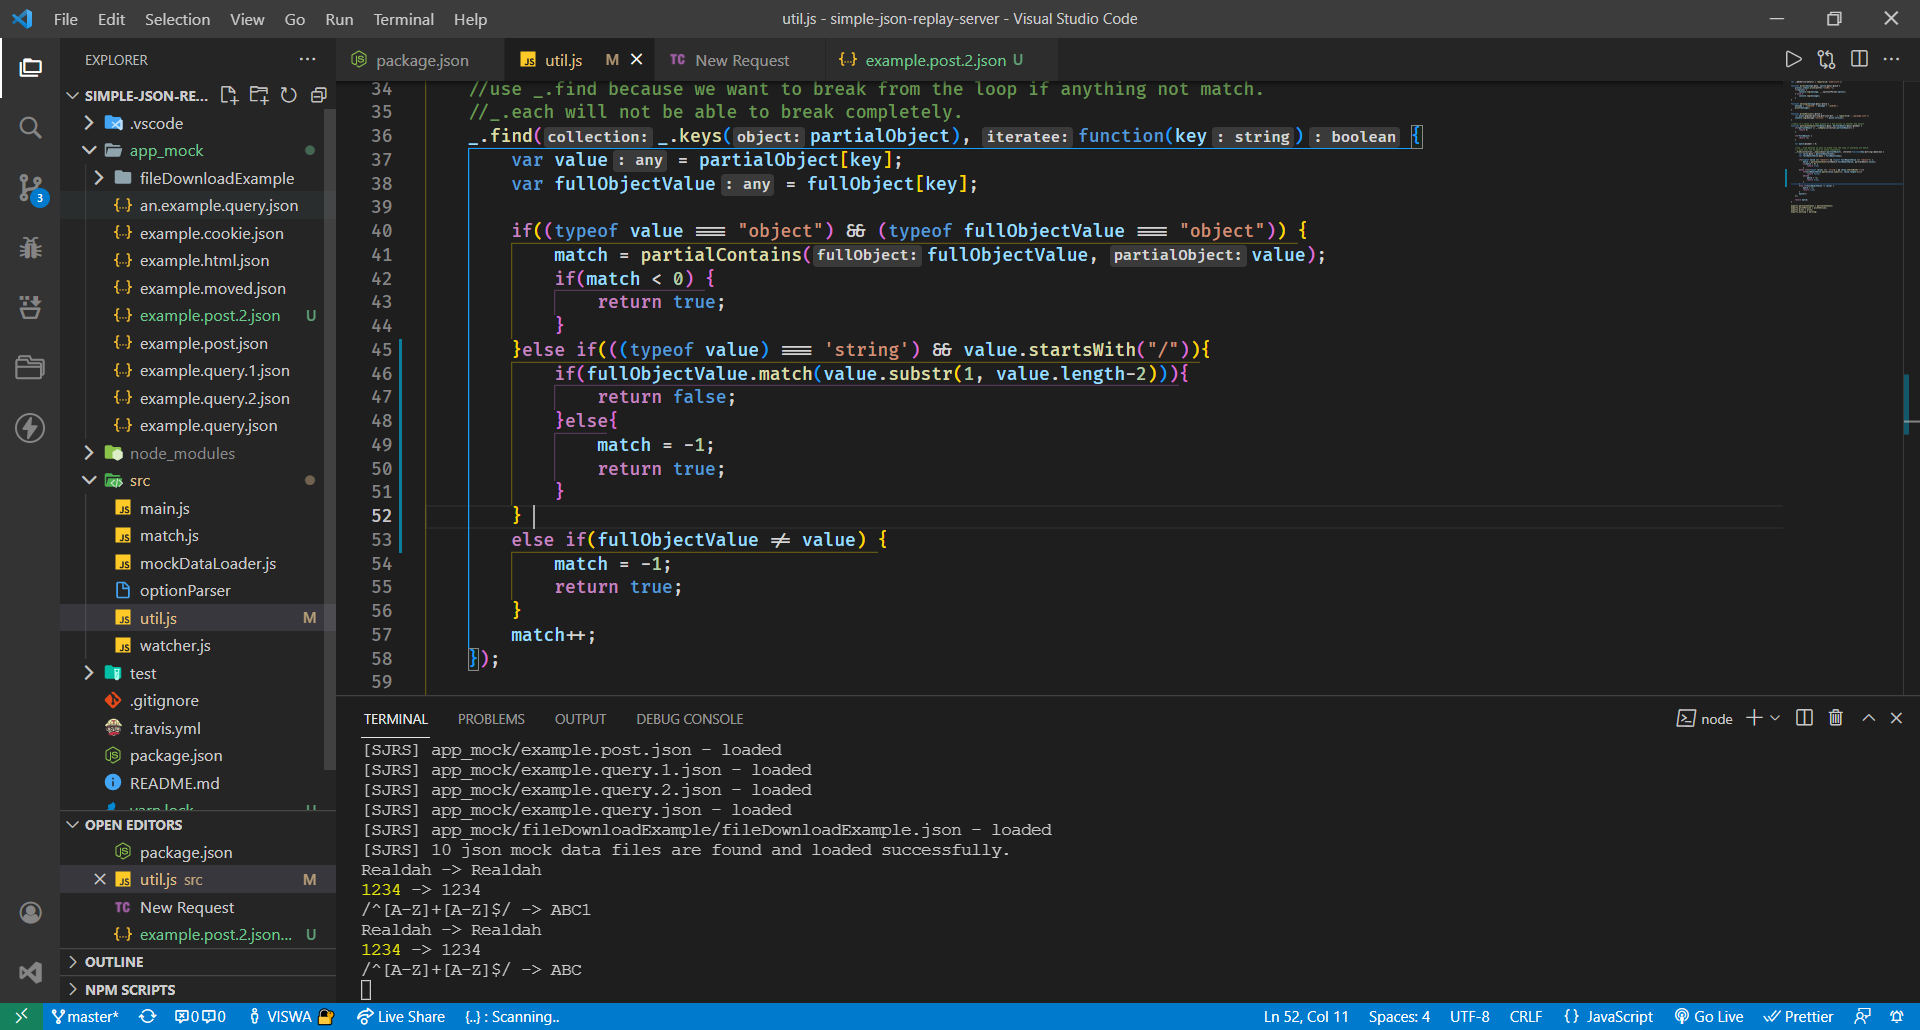 File Edit Selection View Go Run Terminal Help
util.js - simple-json-replay-server - Visual Studio Code
EXPLORER
SIMPLE-JSON-RE...
.vscode
app_mock
fileDownloadExample
{..} an.example.query.json
{..} example.cookie.json
{..} example.html.json
{..} example.moved.json
{..} example.post.2.json U
{..} example.post.json
{..} example.query.1.json
{..} example.query.2.json
{..} example.query.json
node_modules
src
JS main.js
JS match.js
JS mockDataLoader.js
optionParser
JS util.js M
JS watcher.js
test
.gitignore
.travis.yml
package.json
README.md
yarn.lock U
OPEN EDITORS
package.json
JS util.js src M
TC New Request
{..} example.post.2.json... U
OUTLINE
NPM SCRIPTS
3
package.json
JS util.js M
TC New Request
{..} example.post.2.json U
34 //use _.find because we want to break from the loop if anything not match.
35 //_.each will not be able to break completely.
36 _.find(collection: _.keys(object: partialObject), iteratee: function(key : string) : boolean {
37 var value : any = partialObject[key];
38 var fullObjectValue : any = fullObject[key];
39
40 if((typeof value === "object") && (typeof fullObjectValue === "object")) {
41 match = partialContains(fullObject: fullObjectValue, partialObject: value);
42 if(match < 0) {
43 return true;
44 }
45 }else if(((typeof value) === 'string') && value.startsWith("/")){
46 if(fullObjectValue.match(value.substr(1, value.length-2))){
47 return false;
48 }else{
49 match = -1;
50 return true;
51 }
52 }
53 else if(fullObjectValue != value) {
54 match = -1;
55 return true;
56 }
57 match++;
58 });
59
TERMINAL PROBLEMS OUTPUT DEBUG CONSOLE
node
[SJRS] app_mock/example.post.json - loaded
[SJRS] app_mock/example.query.1.json - loaded
[SJRS] app_mock/example.query.2.json - loaded
[SJRS] app_mock/example.query.json - loaded
[SJRS] app_mock/fileDownloadExample/fileDownloadExample.json - loaded
[SJRS] 10 json mock data files are found and loaded successfully.
Realdah -> Realdah
1234 -> 1234
/^[A-Z]+[A-Z]$/ -> ABC1
Realdah -> Realdah
1234 -> 1234
/^[A-Z]+[A-Z]$/ -> ABC
master* 0 0 VISWA Live Share {..} : Scanning.. Ln 52, Col 11 Spaces: 4 UTF-8 CRLF {} JavaScript Go Live Prettier